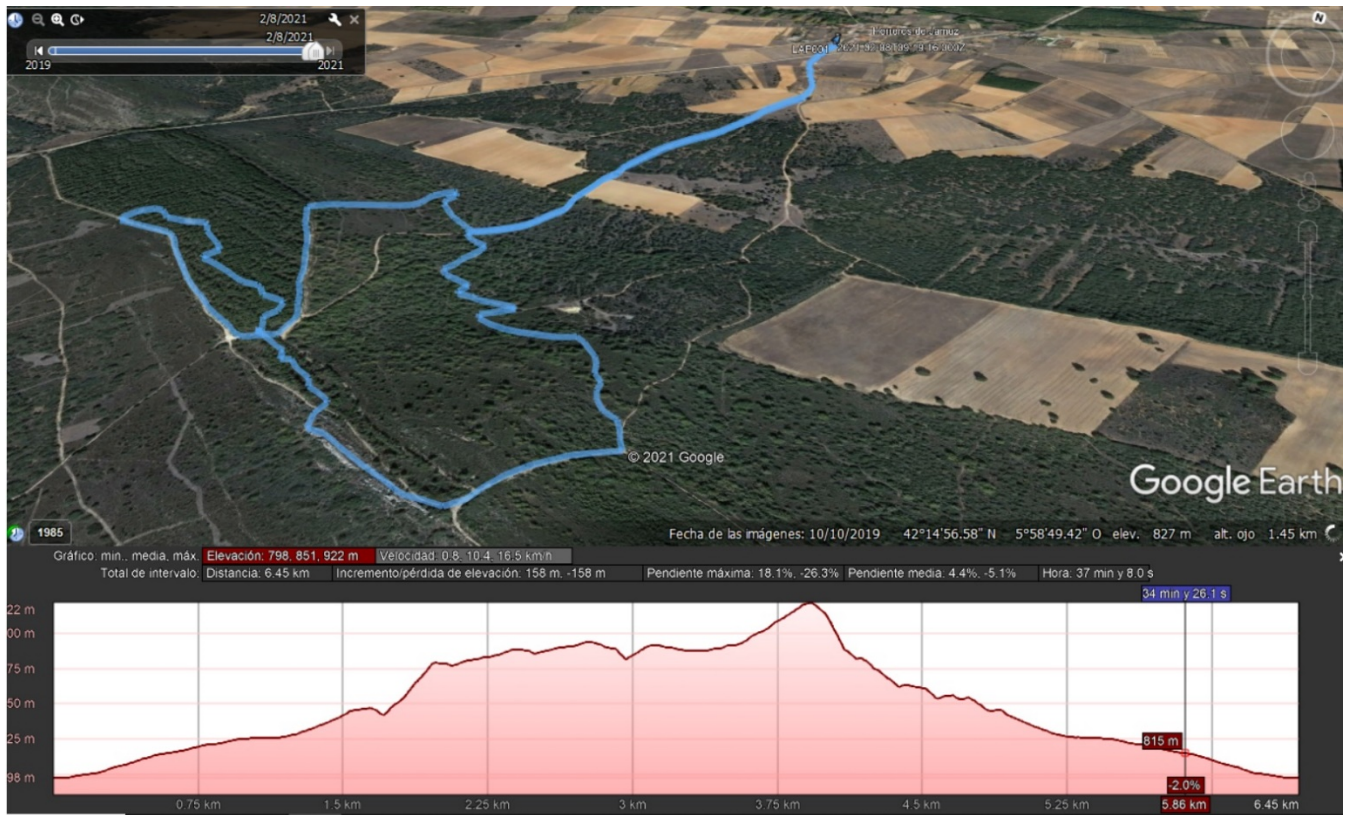 2/8/2021
2/8/2021
2019 2021
N
© 2021 Google
Google Earth
1985
Fecha de las imágenes: 10/10/2019 42°14'56.58" N 5°58'49.42" O elev. 827 m alt. ojo 1.45 km
Gráfico: min., media, máx. Elevación: 798, 851, 922 m Velocidad: 0.8, 10.4, 16.5 km/h
Total de intervalo: Distancia: 6.45 km Incremento/pérdida de elevación: 158 m, -158 m Pendiente máxima: 18.1%, -26.3% Pendiente media: 4.4%, -5.1% Hora: 37 min y 8.0 s
34 min y 26.1 s
22 m
00 m
75 m
50 m
25 m
815 m
98 m
-2.0%
0.75 km 1.5 km 2.25 km 3 km 3.75 km 4.5 km 5.25 km 5.86 km 6.45 km